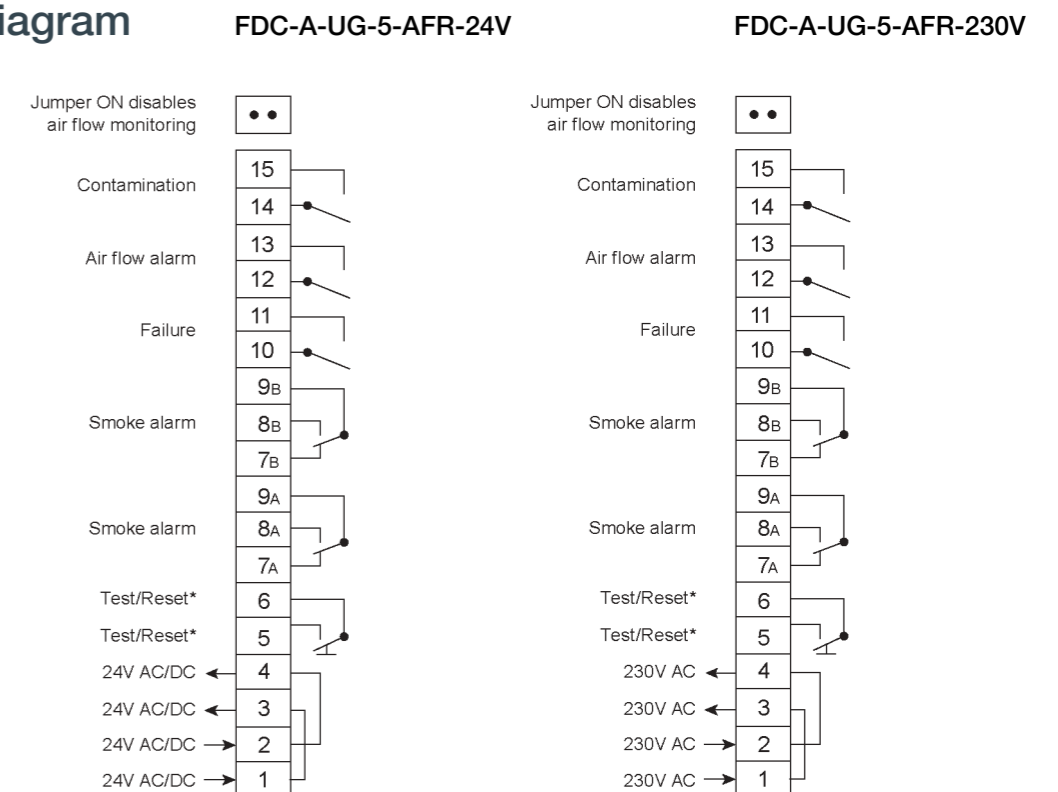 iagram
FDC-A-UG-5-AFR-24V
Jumper ON disables
air flow monitoring
15
Contamination
14
13
Air flow alarm
12
11
Failure
10
9B
Smoke alarm
8B
7B
9A
Smoke alarm
8A
7A
Test/Reset*
6
Test/Reset*
5
24V AC/DC
4
24V AC/DC
3
24V AC/DC
2
24V AC/DC
1
FDC-A-UG-5-AFR-230V
Jumper ON disables
air flow monitoring
15
Contamination
14
13
Air flow alarm
12
11
Failure
10
9B
Smoke alarm
8B
7B
9A
Smoke alarm
8A
7A
Test/Reset*
6
Test/Reset*
5
230V AC
4
230V AC
3
230V AC
2
230V AC
1